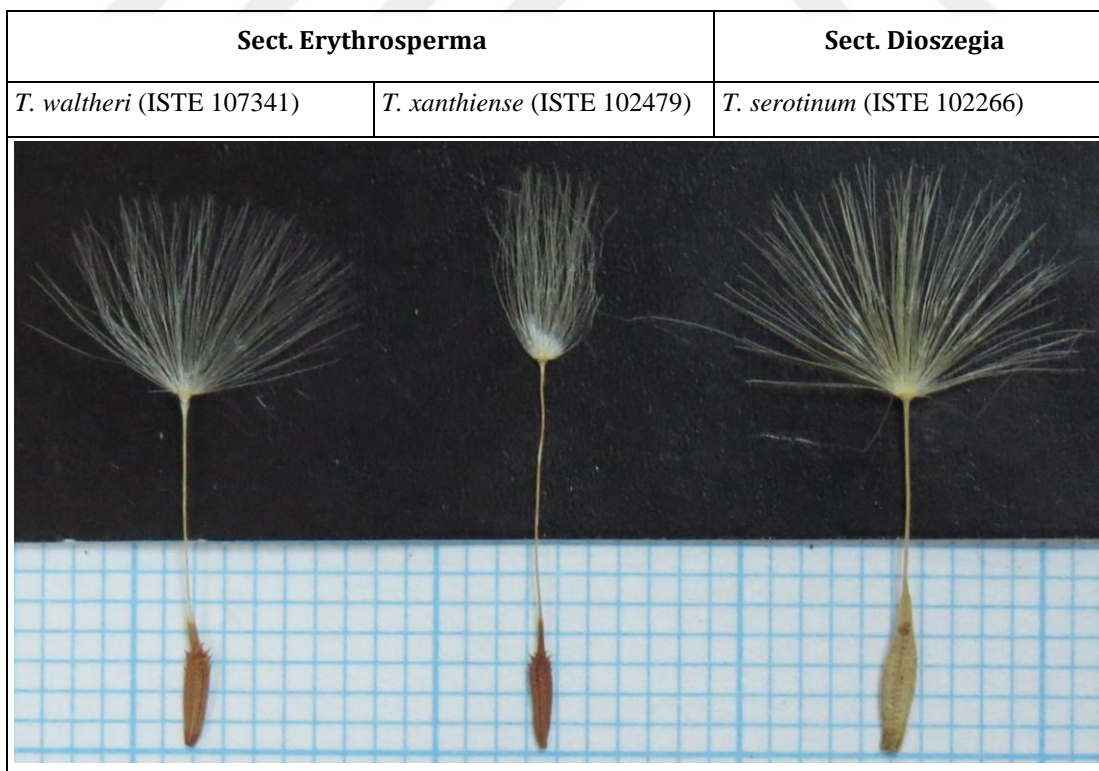 Sect. Erythrosperma
Sect. Dioszegia
T. waltheri (ISTE 107341)
T. xanthiense (ISTE 102479)
T. serotinum (ISTE 102266)